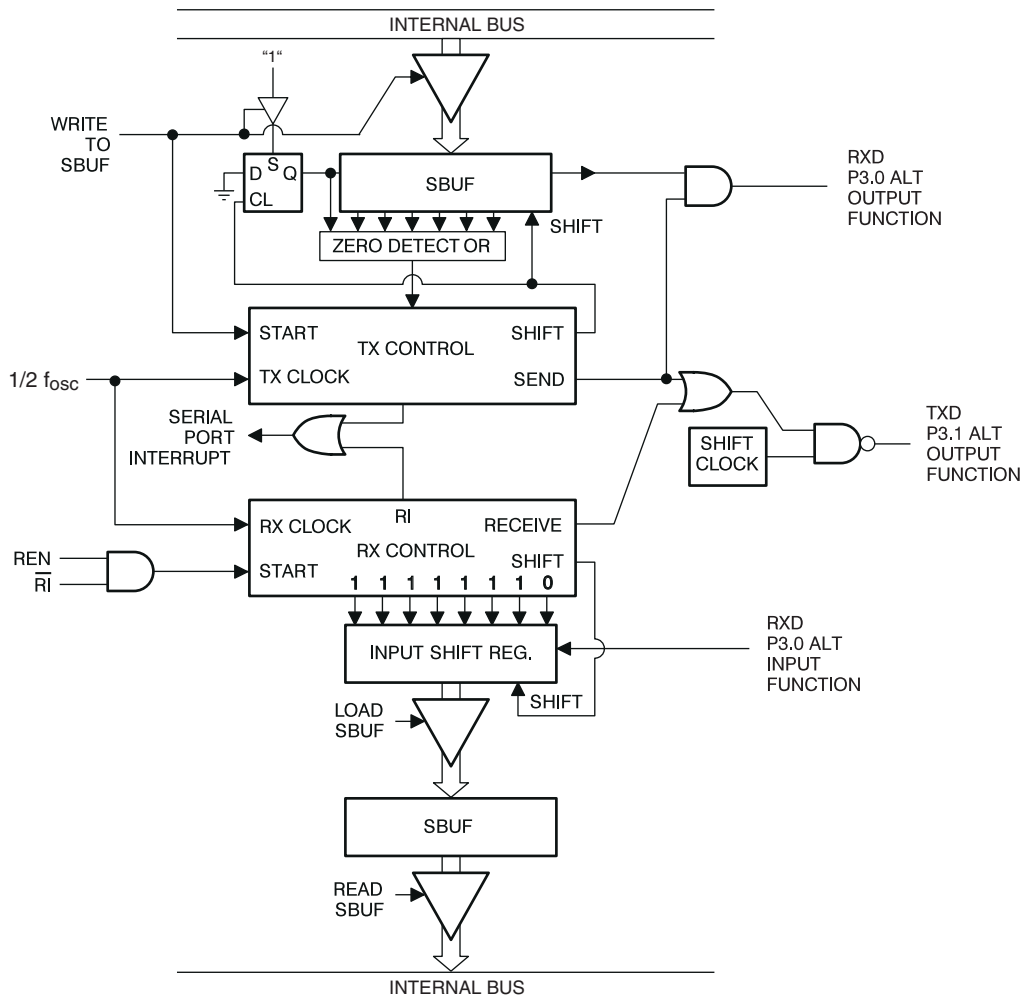 INTERNAL BUS
“1“
WRITE
TO
SBUF
D
S
Q
CL
SBUF
SHIFT
ZERO DETECT OR
RXD
P3.0 ALT
OUTPUT
FUNCTION
START
SHIFT
TX CONTROL
TX CLOCK
SEND
1/2 fosc
SERIAL
PORT
INTERRUPT
SHIFT
CLOCK
TXD
P3.1 ALT
OUTPUT
FUNCTION
RI
RX CLOCK
RECEIVE
RX CONTROL
SHIFT
START
1 1 1 1 1 1 1 0
REN
R̅I̅
INPUT SHIFT REG.
RXD
P3.0 ALT
INPUT
FUNCTION
SHIFT
LOAD
SBUF
SBUF
READ
SBUF
INTERNAL BUS